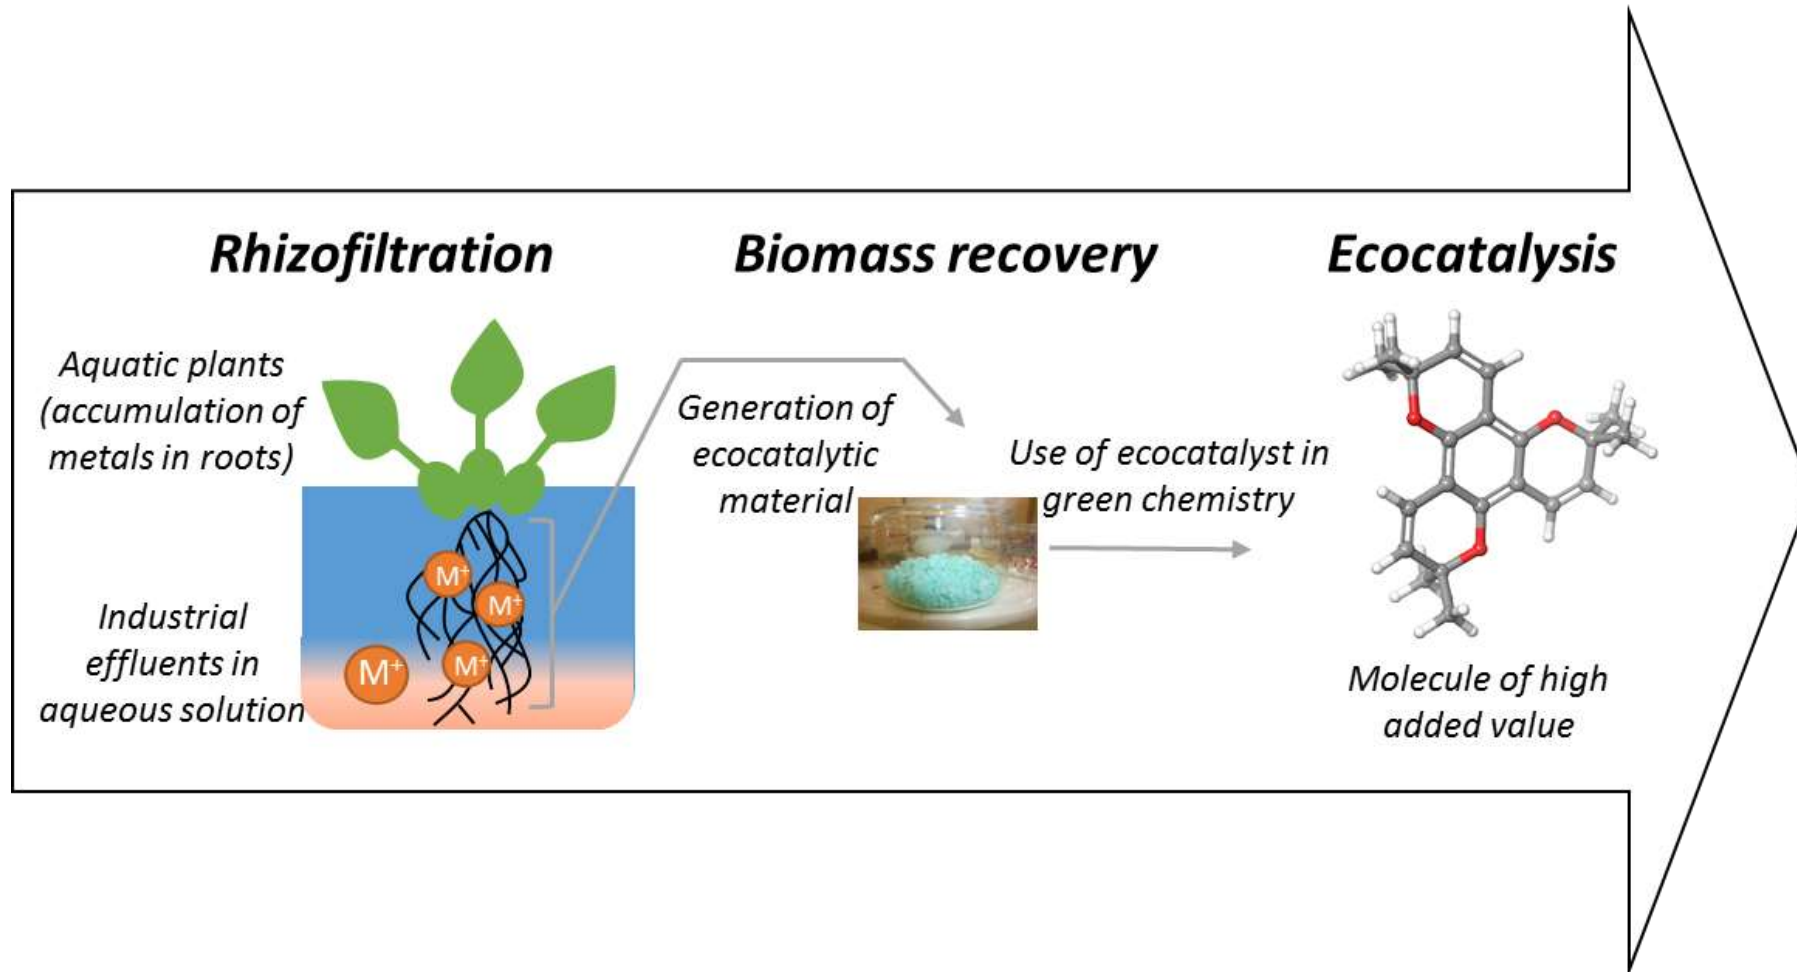 Rhizofiltration
Aquatic plants
(accumulation of
metals in roots)
Industrial
effluents in
aqueous solution
M⁺
M⁺
M⁺
M⁺
Biomass recovery
Generation of
ecocatalytic
material
Use of ecocatalyst in
green chemistry
Ecocatalysis
Molecule of high
added value